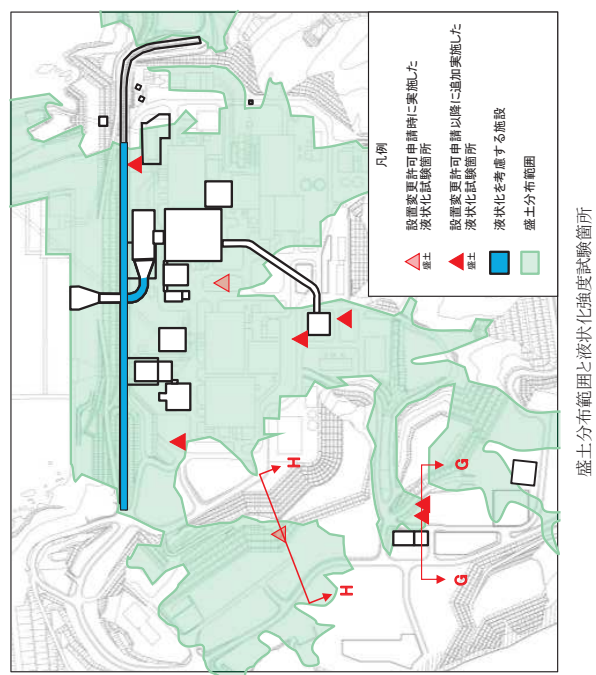 凡例
設置変更許可申請時に実施した
液状化試験箇所
盛土
設置変更許可申請以降に追加実施した
液状化試験箇所
盛土
液状化を考慮する施設
盛土分布範囲
H
H
G
G
盛土分布範囲と液状化強度試験箇所